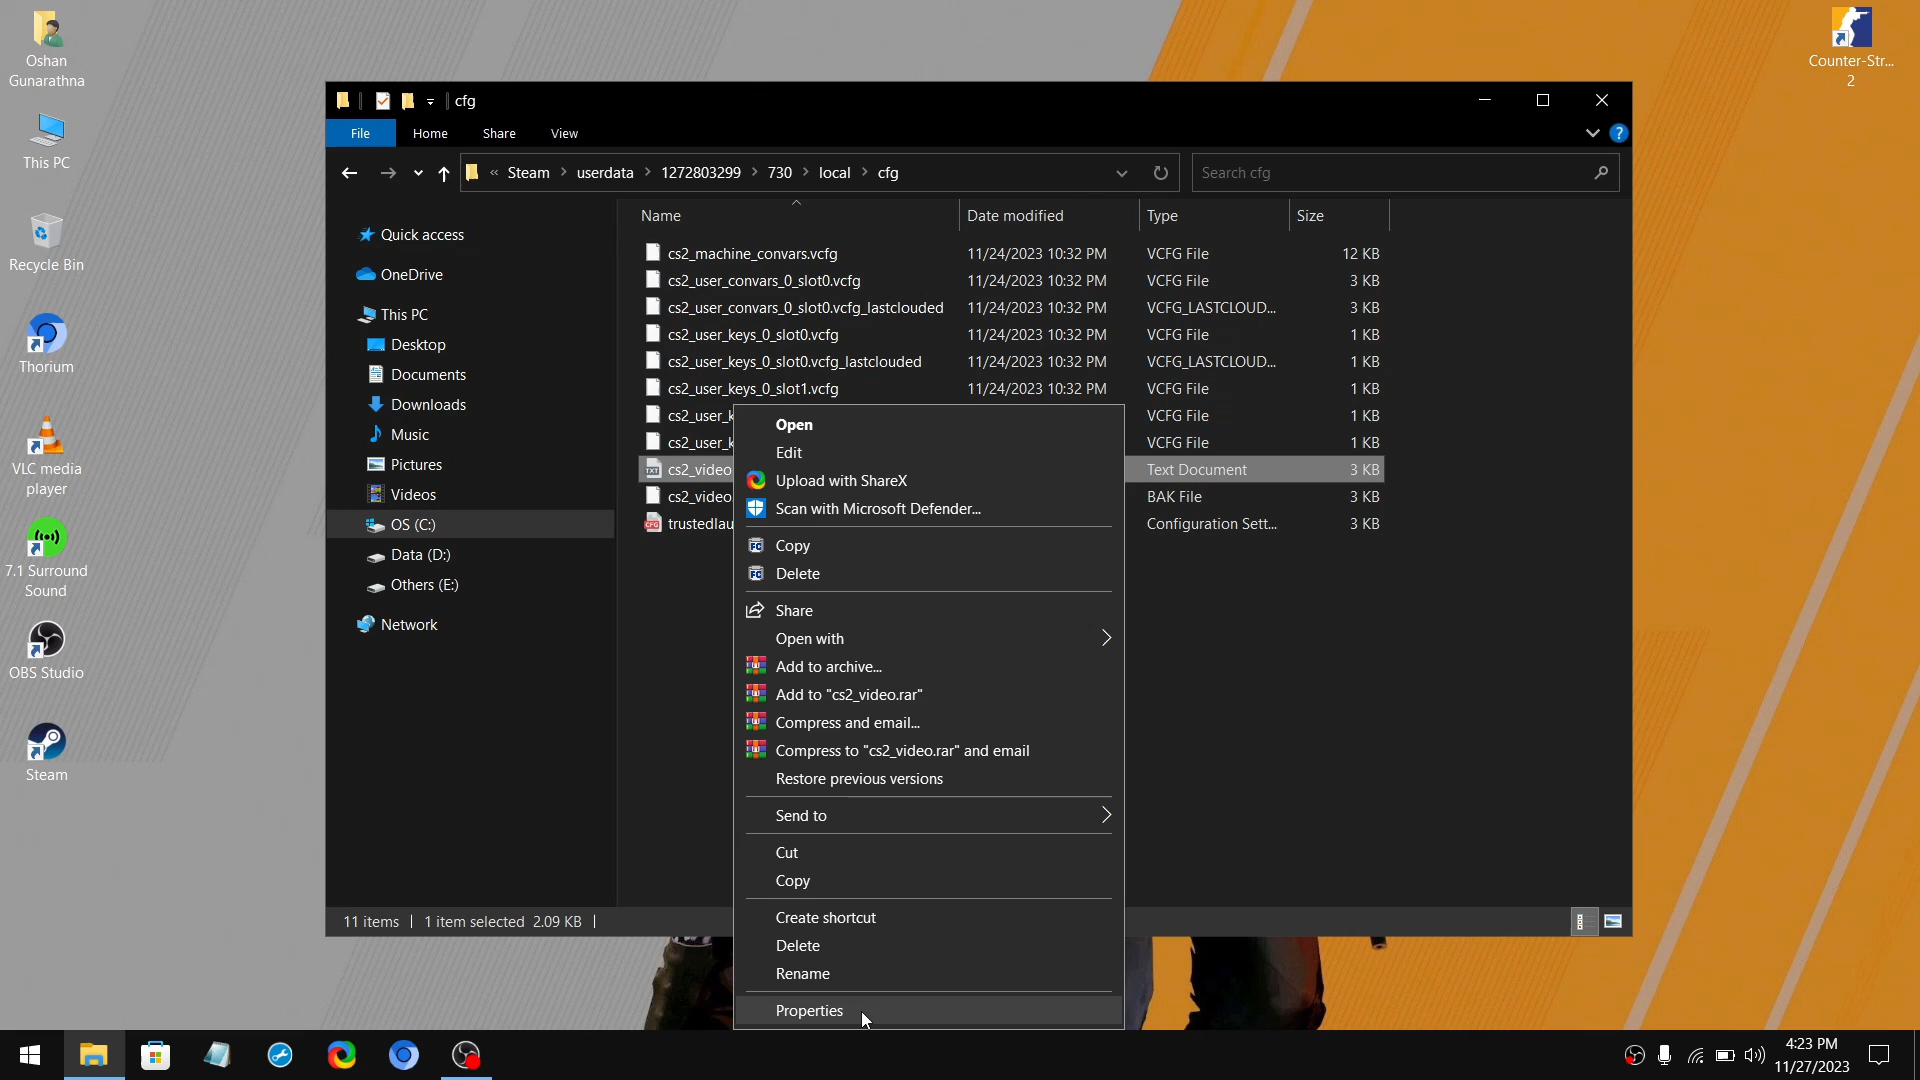 Oshan
Gunarathna
This PC
Recycle Bin
Thorium
VLC media
player
7.1 Surround
Sound
OBS Studio
Steam
Counter-Str...
2
cfg
File
Home
Share
View
?
« Steam > userdata > 1272803299 > 730 > local > cfg
Search cfg
Quick access
OneDrive
This PC
Desktop
Documents
Downloads
Music
Pictures
Videos
OS (C:)
Data (D:)
Others (E:)
Network
Name Date modified Type Size
cs2_machine_convars.vcfg 11/24/2023 10:32 PM VCFG File 12 KB
cs2_user_convars_0_slot0.vcfg 11/24/2023 10:32 PM VCFG File 3 KB
cs2_user_convars_0_slot0.vcfg_lastclouded 11/24/2023 10:32 PM VCFG_LASTCLOUD... 3 KB
cs2_user_keys_0_slot0.vcfg 11/24/2023 10:32 PM VCFG File 1 KB
cs2_user_keys_0_slot0.vcfg_lastclouded 11/24/2023 10:32 PM VCFG_LASTCLOUD... 1 KB
cs2_user_keys_0_slot1.vcfg 11/24/2023 10:32 PM VCFG File 1 KB
cs2_user_k VCFG File 1 KB
cs2_user_k VCFG File 1 KB
TXT cs2_video Text Document 3 KB
cs2_video BAK File 3 KB
CFG trustedlau Configuration Sett... 3 KB
Open
Edit
Upload with ShareX
Scan with Microsoft Defender...
FC Copy
FC Delete
Share
Open with
Add to archive...
Add to "cs2_video.rar"
Compress and email...
Compress to "cs2_video.rar" and email
Restore previous versions
Send to
Cut
Copy
Create shortcut
Delete
Rename
Properties
11 items
1 item selected 2.09 KB
4:23 PM
11/27/2023